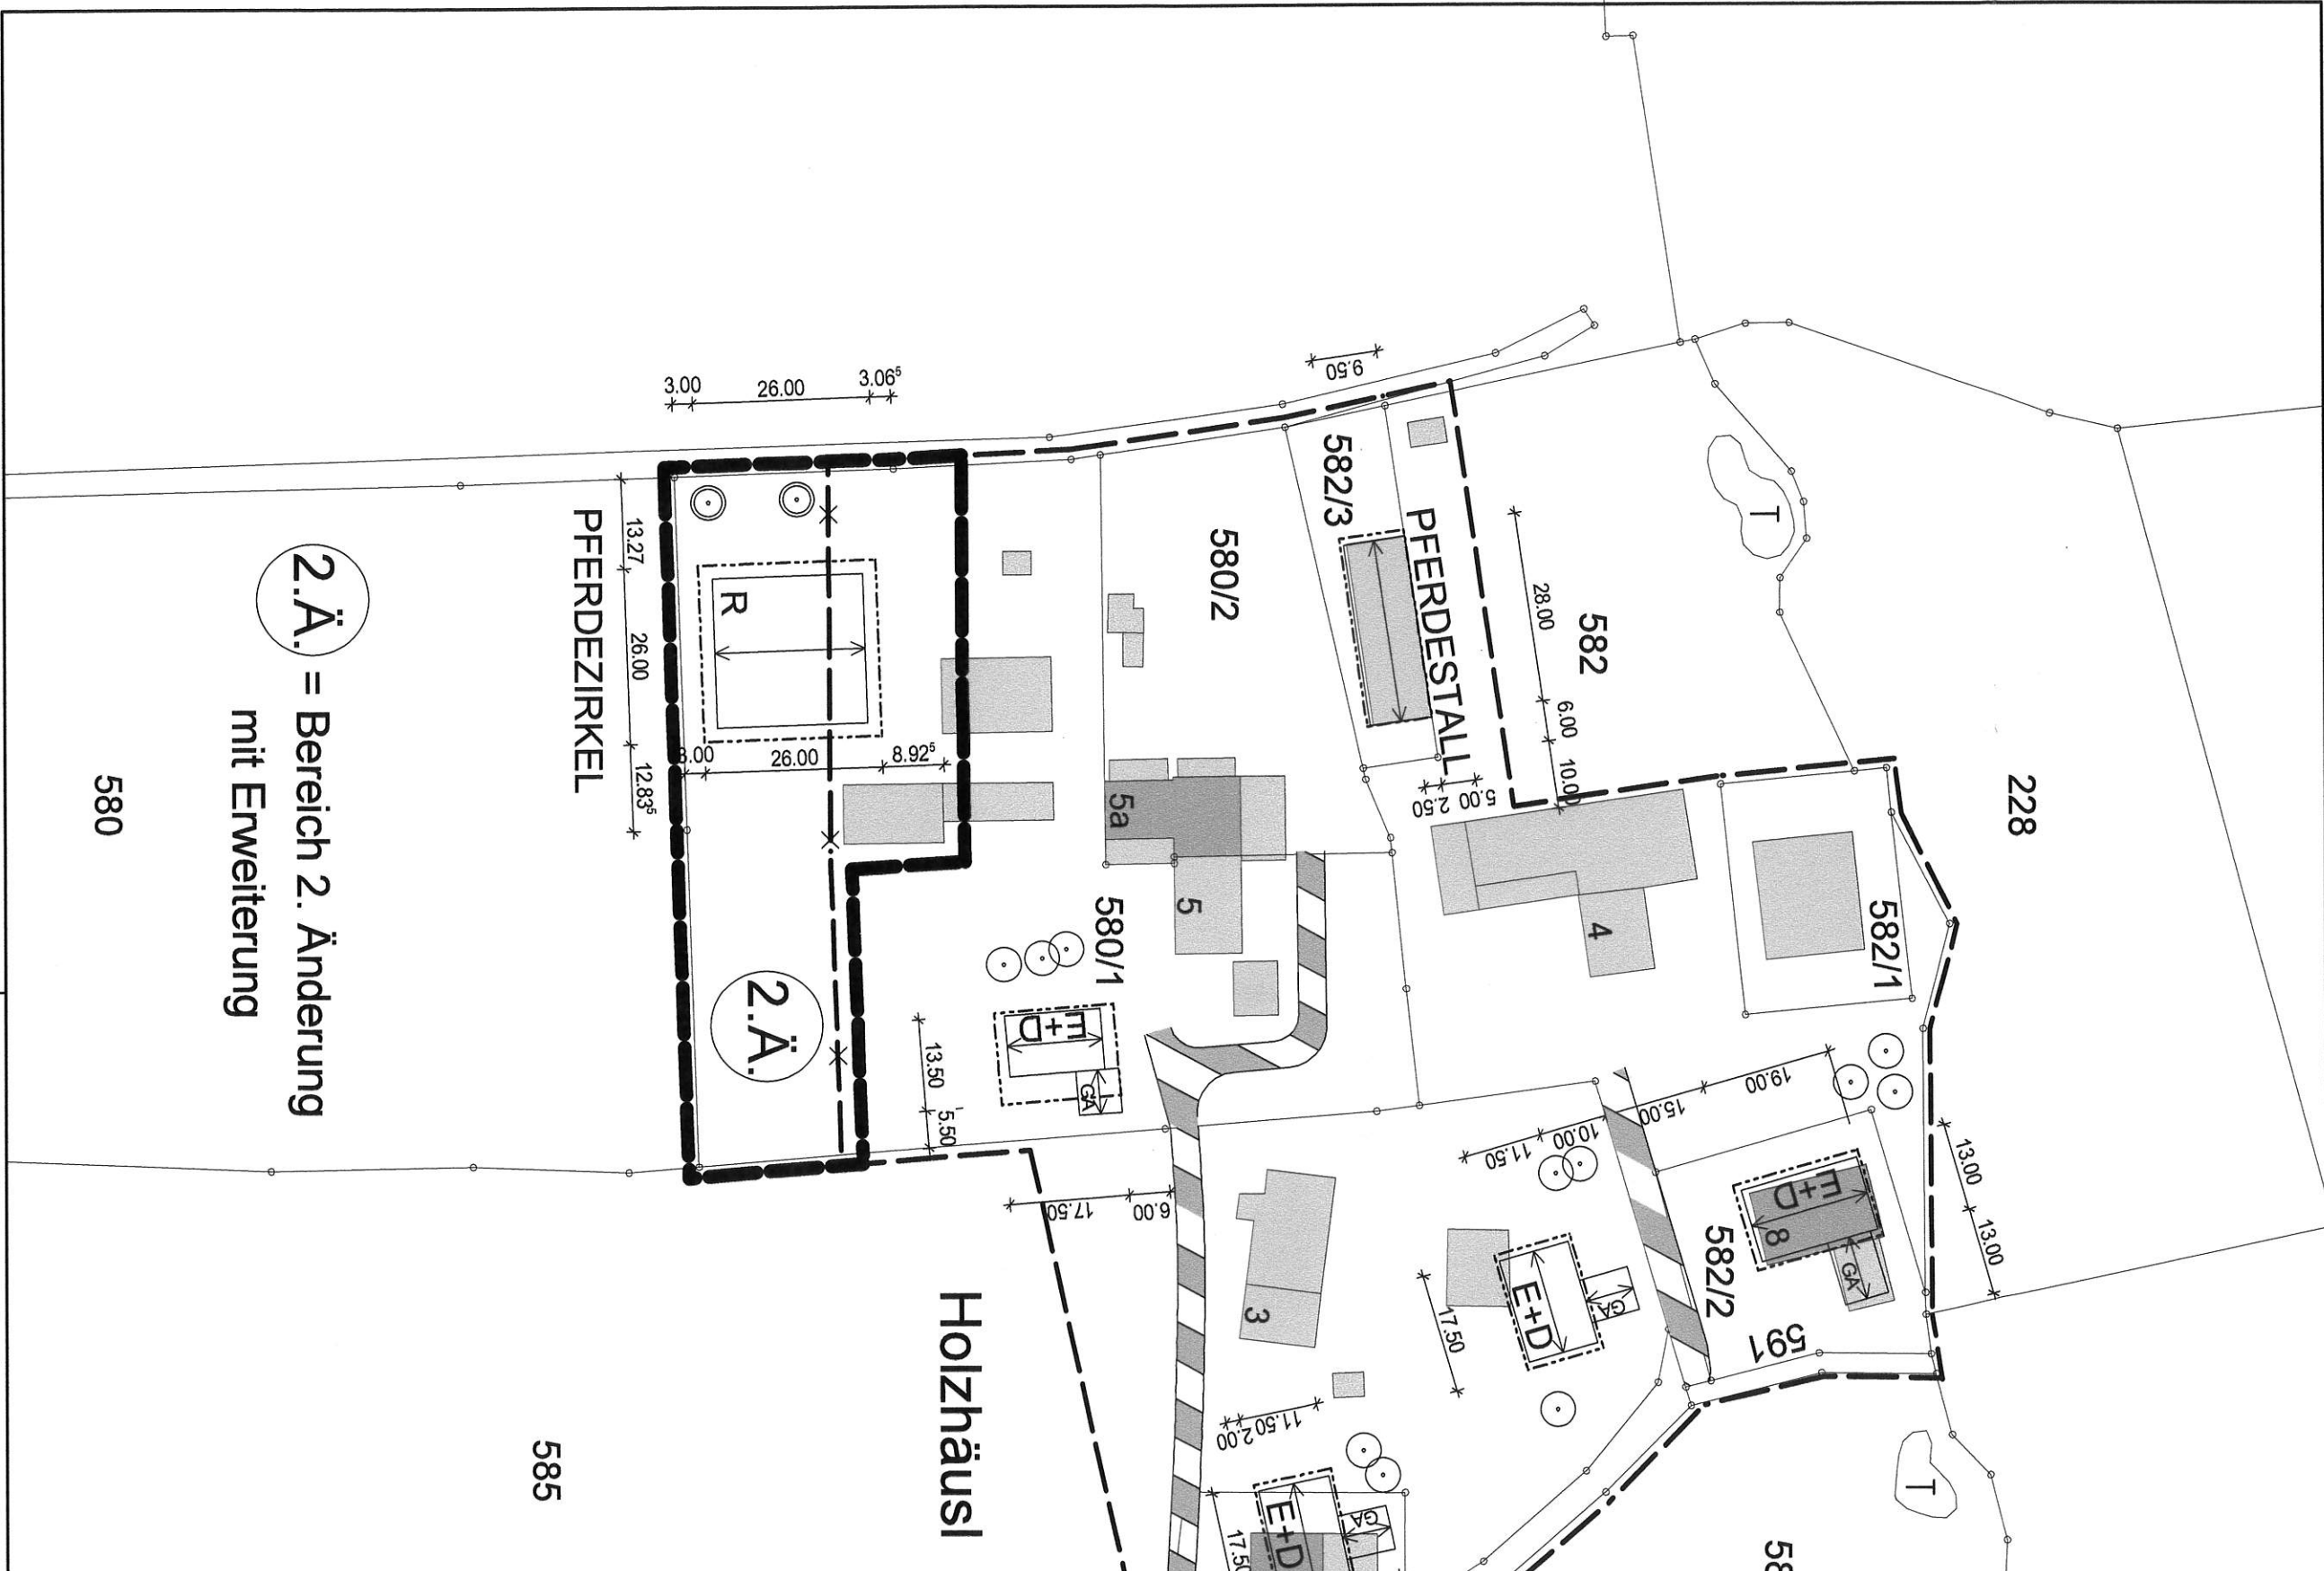 228
T
582
582/1
28.00
6.00
10.00
4
9.50
582/3
PFERDESTALL
5.00
2.50
580/2
5a
5
580/1
3.00
26.00
3.06⁵
R
3.00
26.00
8.92⁵
13.27
26.00
12.83⁵
PFERDEZIRKEL
2.Ä.
2.Ä. = Bereich 2. Änderung
mit Erweiterung
580
585
Holzhäusl
E+D
GA
13.50
5.50
17.50
6.00
3
19.00
15.00
10.00
11.50
13.00
13.00
E+D
8
GA
582/2
591
E+D
GA
17.50
11.50
2.00
E+D
GA
T